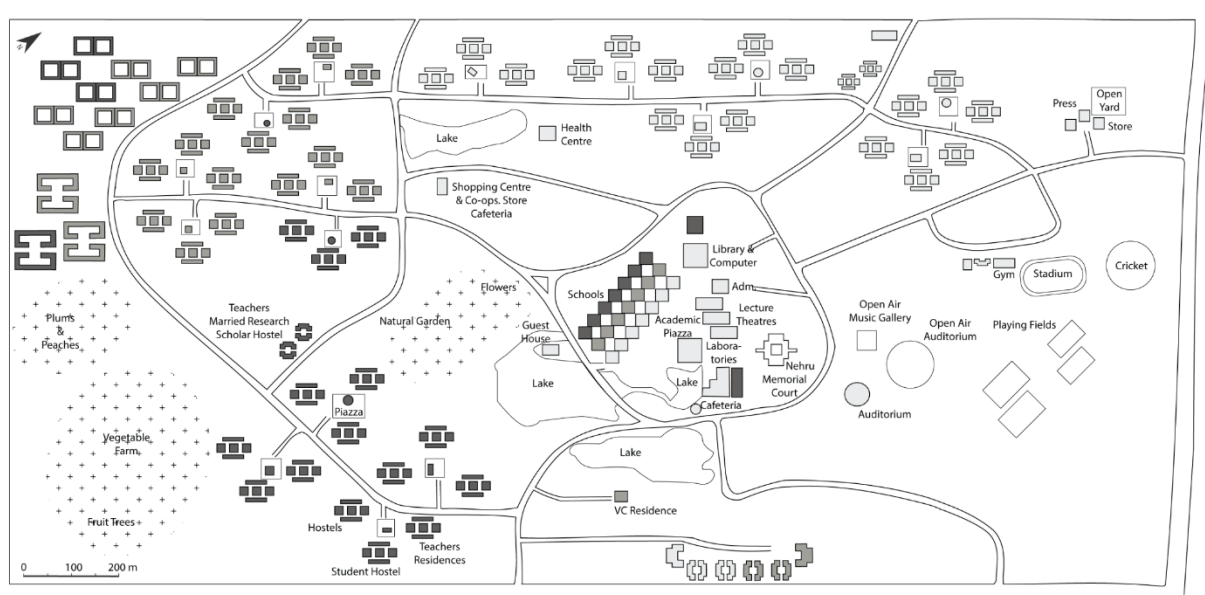 N
Lake
Health
Centre
Press
Open
Yard
Store
Shopping Centre
& Co-ops. Store
Cafeteria
Library &
Computer
Gym
Stadium
Cricket
Flowers
Schools
Adm.
Lecture
Theatres
Academic
Piazza
Labora-
tories
Plums
&
Peaches
Teachers
Married Research
Scholar Hostel
Natural Garden
Guest
House
Open Air
Music Gallery
Open Air
Auditorium
Playing Fields
Nehru
Memorial
Court
Lake
Lake
Cafeteria
Auditorium
Piazza
Vegetable
Farm
Lake
VC Residence
Fruit Trees
Hostels
Teachers
Residences
Student Hostel
0 100 200 m